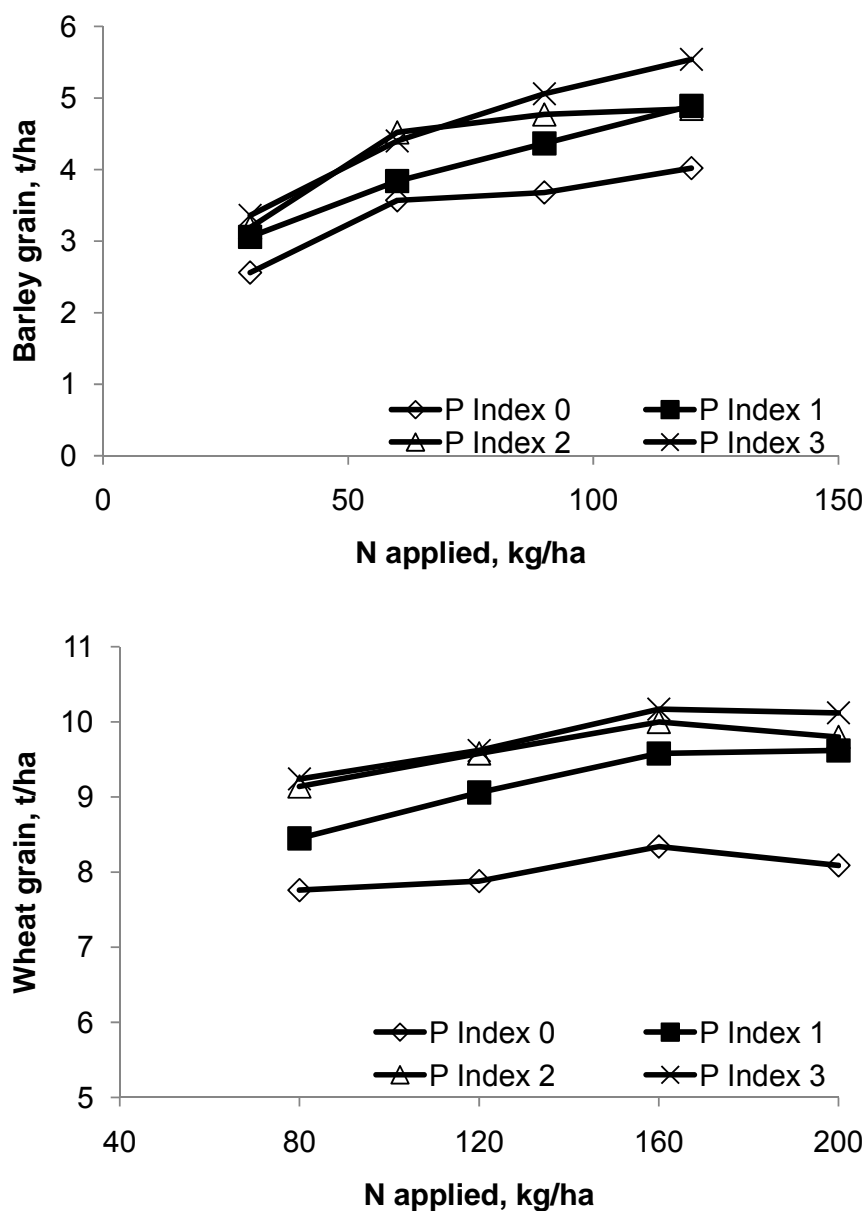 6
5
4
3
2
1
0
Barley grain, t/ha
P Index 0 P Index 1
P Index 2 P Index 3
0 50 100 150
N applied, kg/ha
11
10
9
8
7
6
5
Wheat grain, t/ha
P Index 0 P Index 1
P Index 2 P Index 3
40 80 120 160 200
N applied, kg/ha